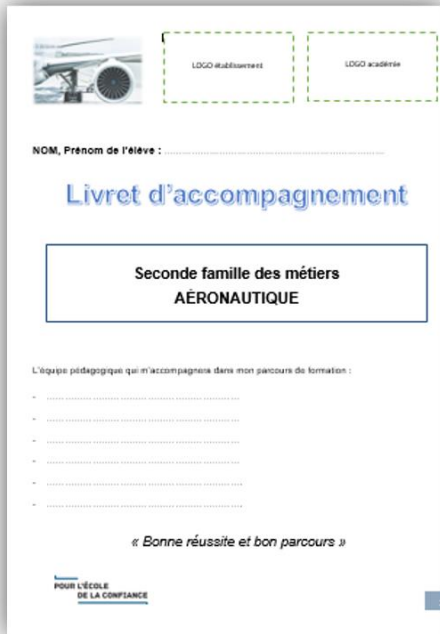 LOGO établissement
LOGO académie
NOM, Prénom de l'élève : ...............................................................
Livret d'accompagnement
Seconde famille des métiers
AÉRONAUTIQUE
L'équipe pédagogique qui m'accompagnera dans mon parcours de formation :
- ...............................................................
- ...............................................................
- ...............................................................
- ...............................................................
- ...............................................................
- ...............................................................
« Bonne réussite et bon parcours »
POUR L'ÉCOLE
DE LA CONFIANCE